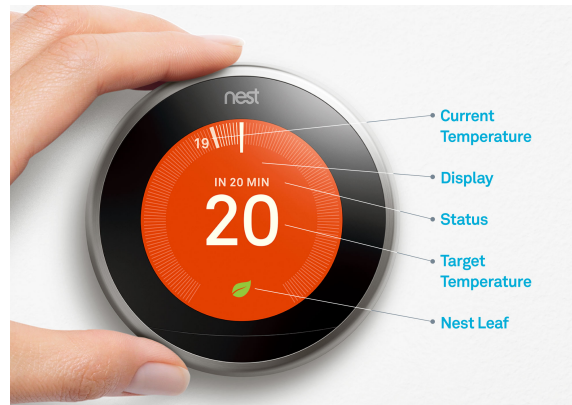 nest
19
IN 20 MIN
20
Current
Temperature
Display
Status
Target
Temperature
Nest Leaf